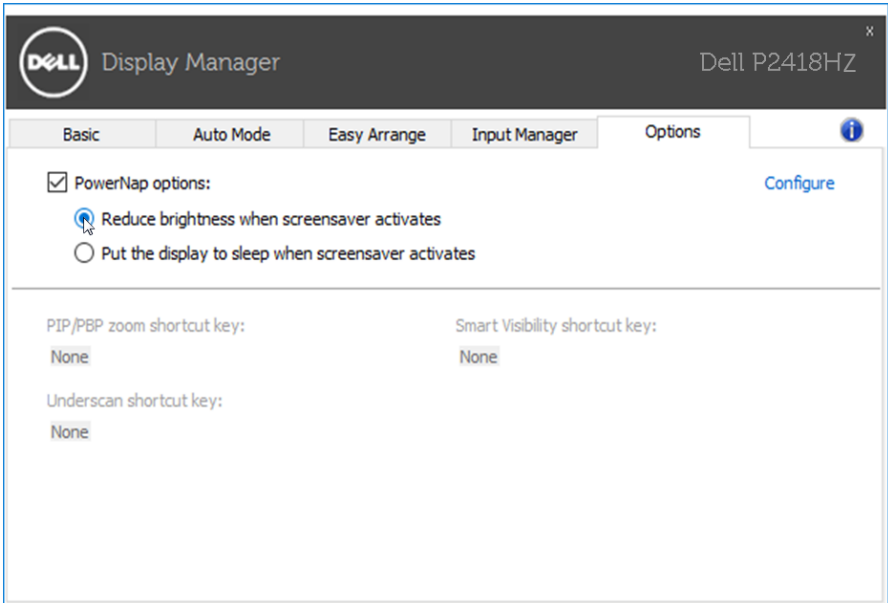 x
DELL Display Manager Dell P2418HZ
Basic Auto Mode Easy Arrange Input Manager Options i
PowerNap options: Configure
Reduce brightness when screensaver activates
Put the display to sleep when screensaver activates
PIP/PBP zoom shortcut key: Smart Visibility shortcut key:
None None
Underscan shortcut key:
None